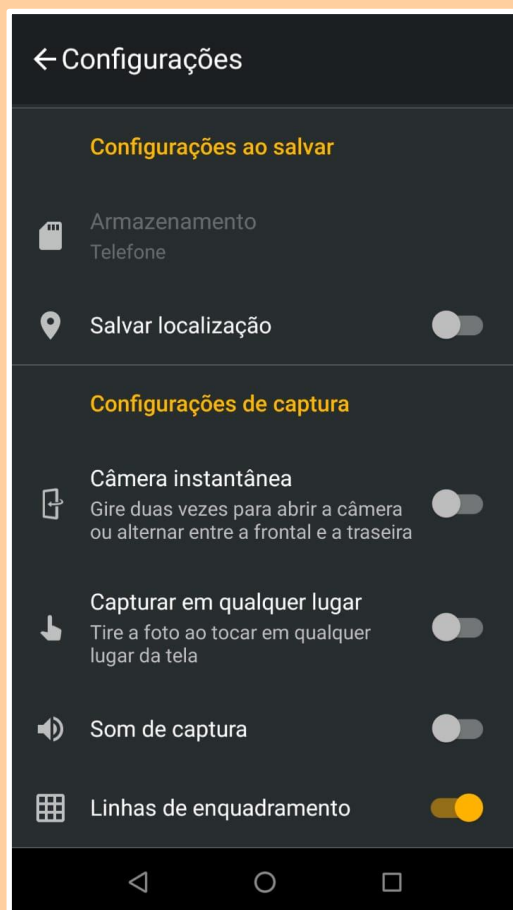 Configurações
Configurações ao salvar
Armazenamento
Telefone
Salvar localização
Configurações de captura
Câmera instantânea
Gire duas vezes para abrir a câmera
ou alternar entre a frontal e a traseira
Capturar em qualquer lugar
Tire a foto ao tocar em qualquer
lugar da tela
Som de captura
Linhas de enquadramento